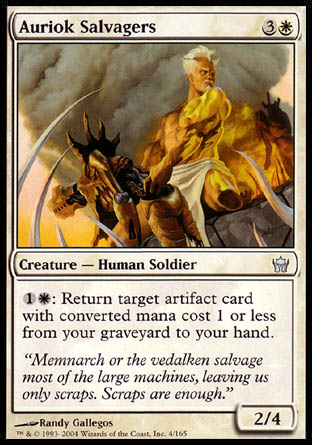 Auriok Salvagers 3
Creature — Human Soldier
1: Return target artifact card
with converted mana cost 1 or less
from your graveyard to your hand.
“Memnarch or the vedalken salvage
most of the large machines, leaving us
only scraps. Scraps are enough.”
Randy Gallegos
™ & © 1993–2004 Wizards of the Coast, Inc. 4/165
2/4